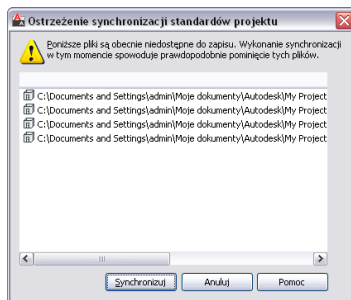 Ostrzeżenie synchronizacji standardów projektu
Poniższe pliki są obecnie niedostępne do zapisu. Wykonanie synchronizacji
w tym momencie spowoduje prawdopodobnie pominięcie tych plików.
C:\Documents and Settings\admin\Moje dokumenty\Autodesk\My Project
C:\Documents and Settings\admin\Moje dokumenty\Autodesk\My Project
C:\Documents and Settings\admin\Moje dokumenty\Autodesk\My Project
C:\Documents and Settings\admin\Moje dokumenty\Autodesk\My Project
Synchronizuj Anuluj Pomoc